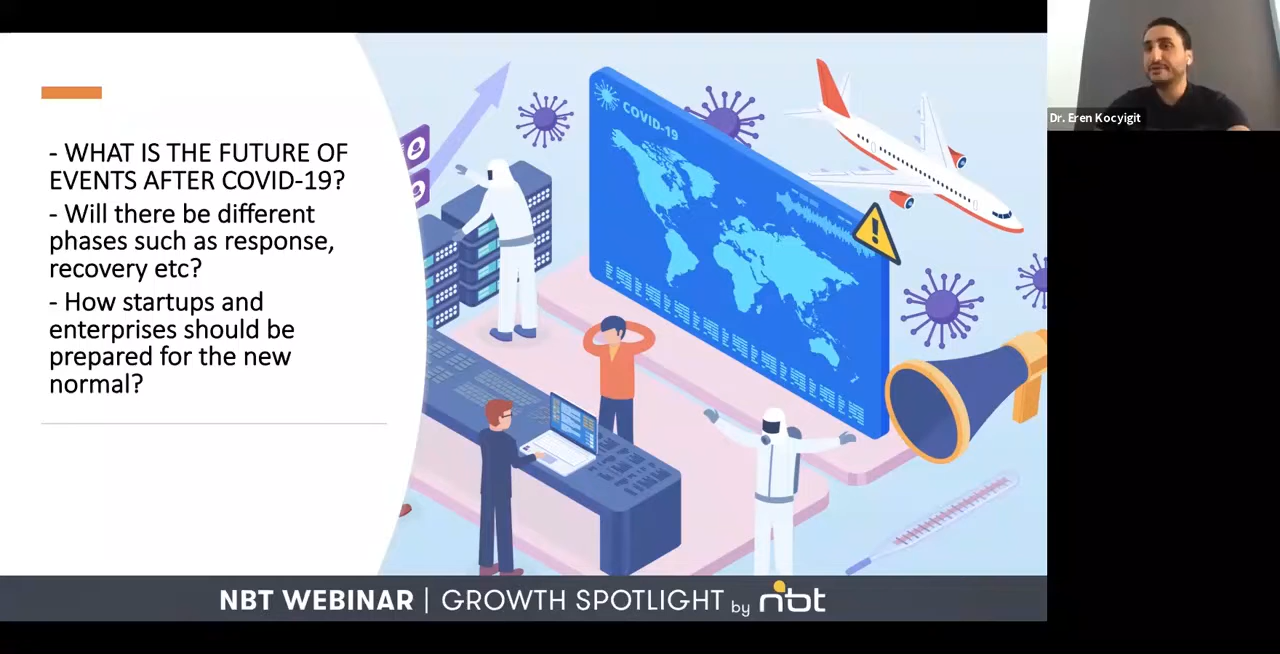 - WHAT IS THE FUTURE OF
EVENTS AFTER COVID-19?
- Will there be different
phases such as response,
recovery etc?
- How startups and
enterprises should be
prepared for the new
normal?
COVID-19
!
Dr. Eren Kocyigit
NBT WEBINAR | GROWTH SPOTLIGHT by nbt